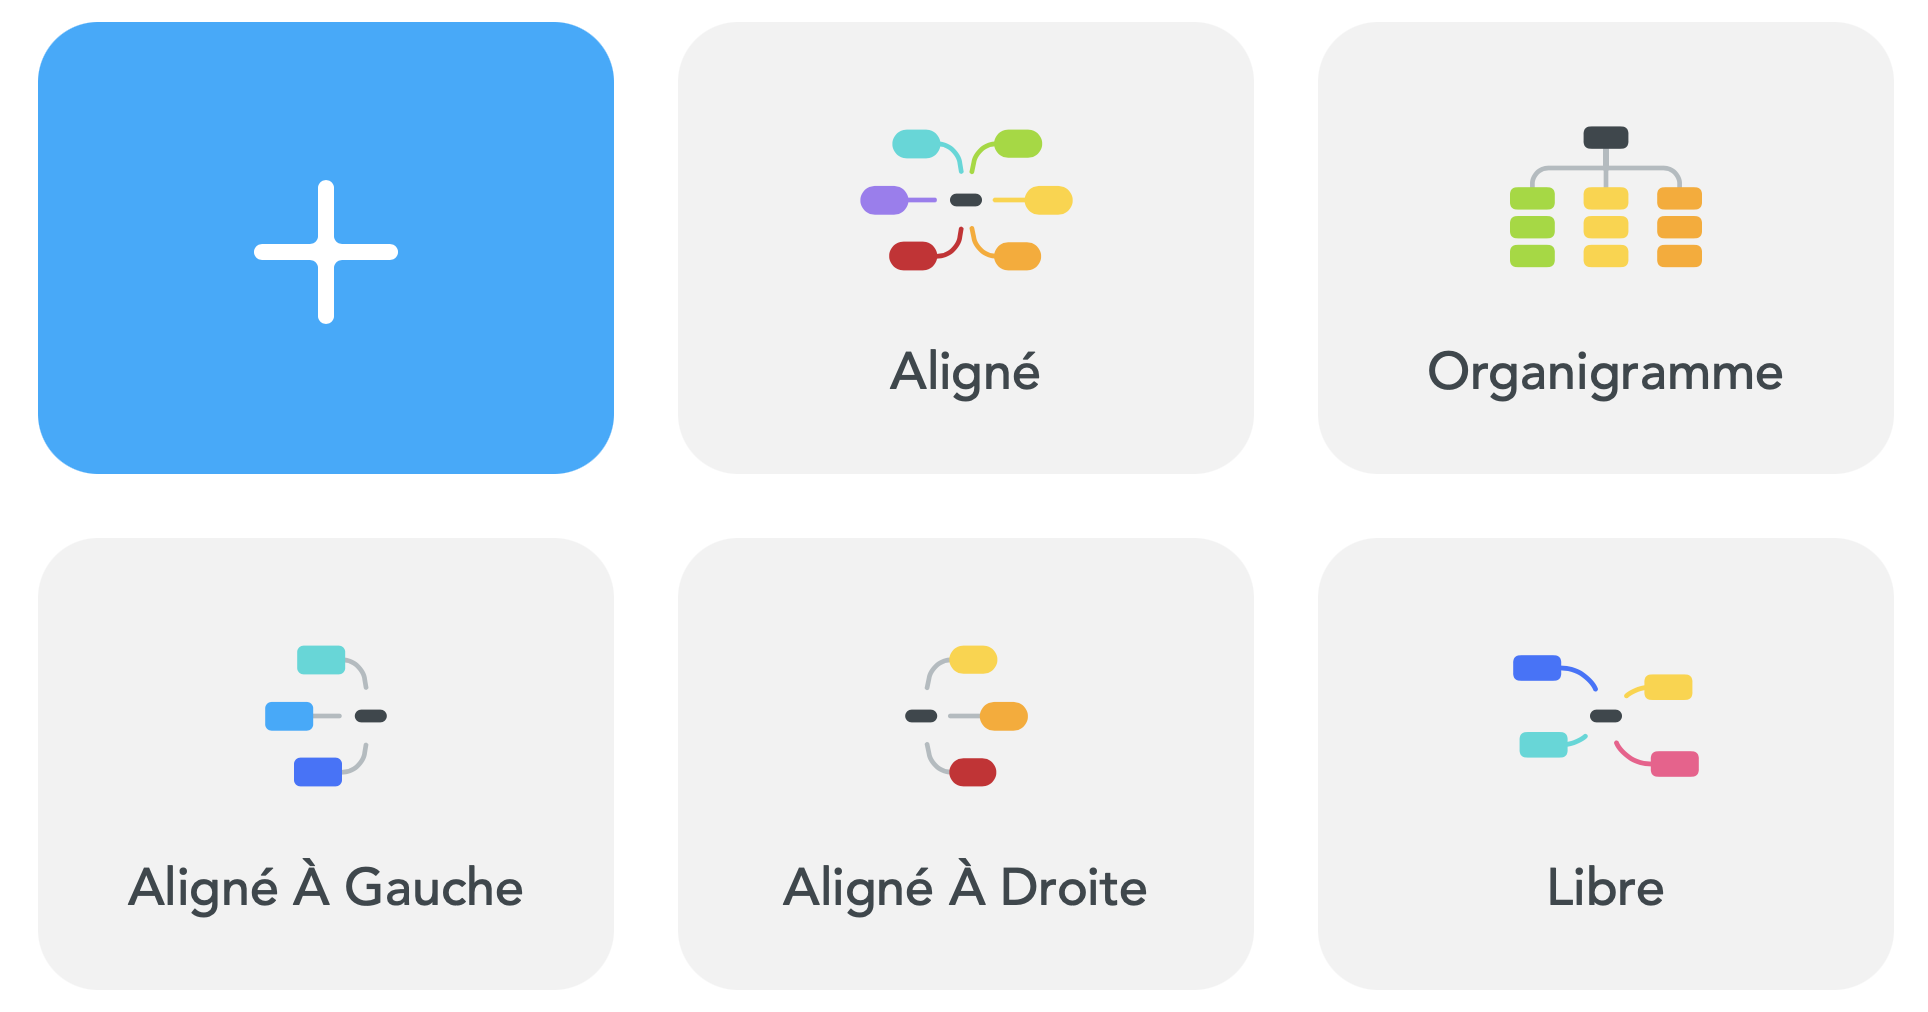 Aligné
Organigramme
Aligné À Gauche
Aligné À Droite
Libre